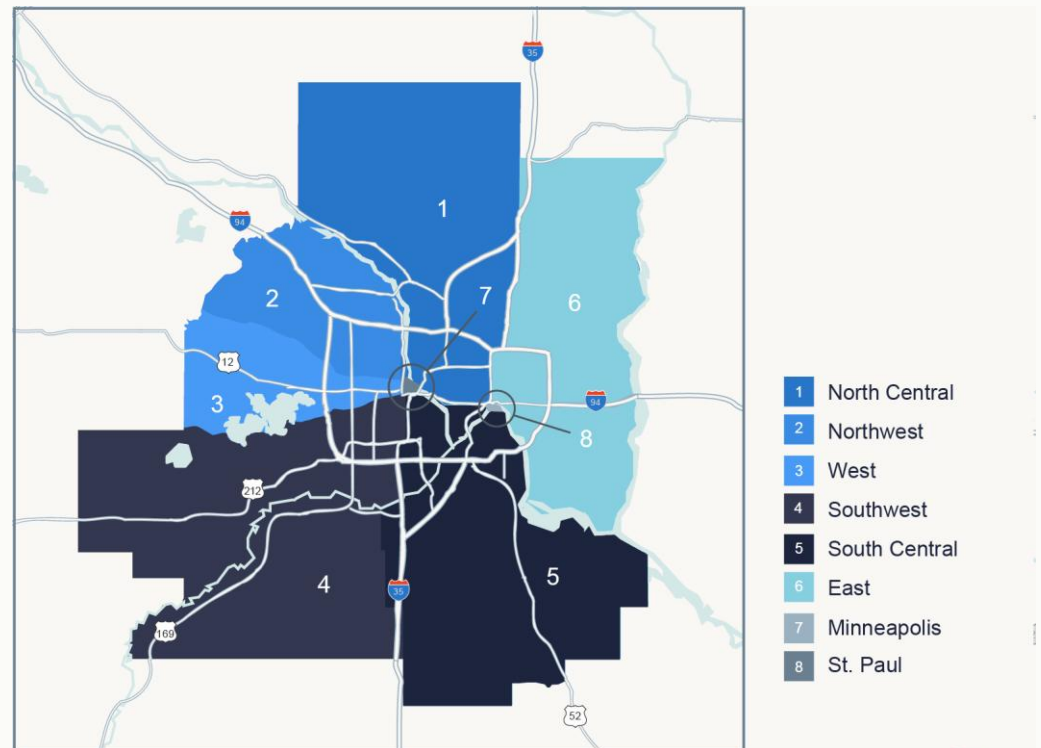 35
1
94
7
2
6
12
3
94
8
212
4
5
35
169
52
1 North Central
2 Northwest
3 West
4 Southwest
5 South Central
6 East
7 Minneapolis
8 St. Paul